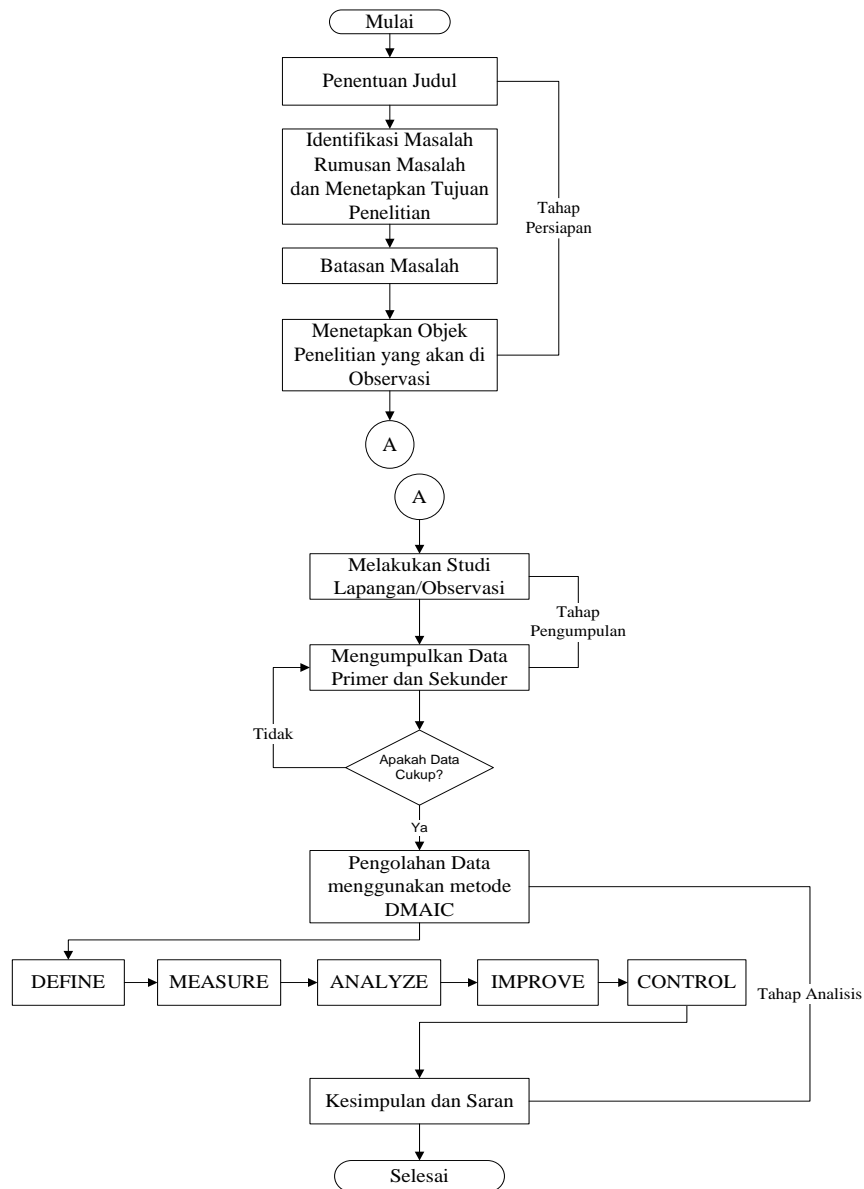 Mulai
Penentuan Judul
Identifikasi Masalah
Rumusan Masalah
dan Menetapkan Tujuan
Penelitian
Tahap
Persiapan
Batasan Masalah
Menetapkan Objek
Penelitian yang akan di
Observasi
A
A
Melakukan Studi
Lapangan/Observasi
Tahap
Pengumpulan
Mengumpulkan Data
Primer dan Sekunder
Tidak
Apakah Data
Cukup?
Ya
Pengolahan Data
menggunakan metode
DMAIC
DEFINE
MEASURE
ANALYZE
IMPROVE
CONTROL
Tahap Analisis
Kesimpulan dan Saran
Selesai